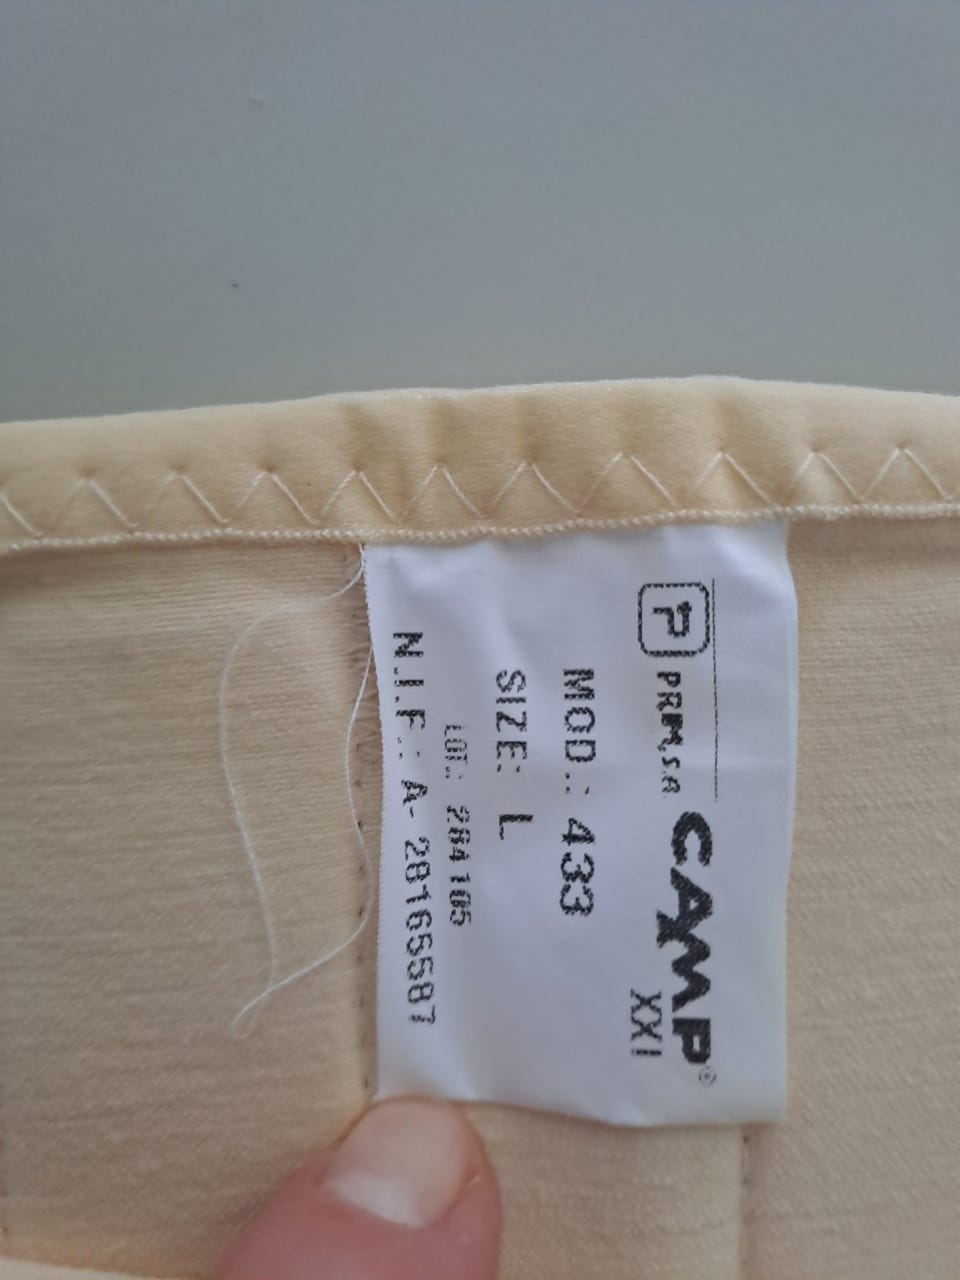 P PRIM, S.A CAMP®
XXI
MOD.: 433
SIZE: L
LOT.: 284105
N.I.F.: A-28165587